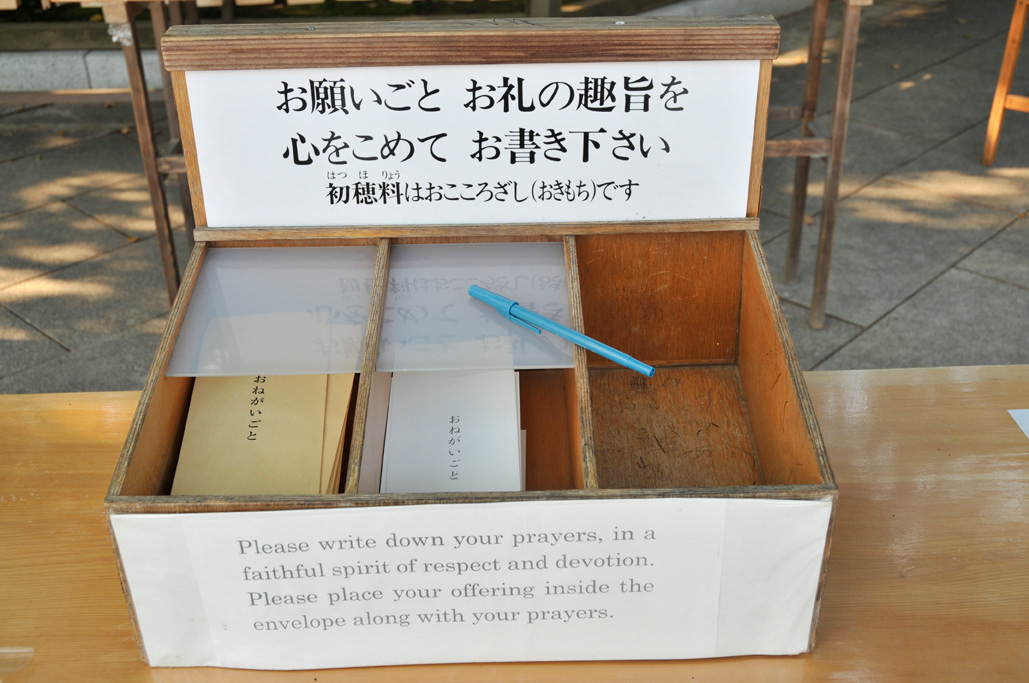 お願いごと お礼の趣旨を
心をこめて お書き下さい
はつ ほ りょう
初穂料はおこころざし(おきもち)です
おねがいごと
おねがいごと
Please write down your prayers, in a
faithful spirit of respect and devotion.
Please place your offering inside the
envelope along with your prayers.